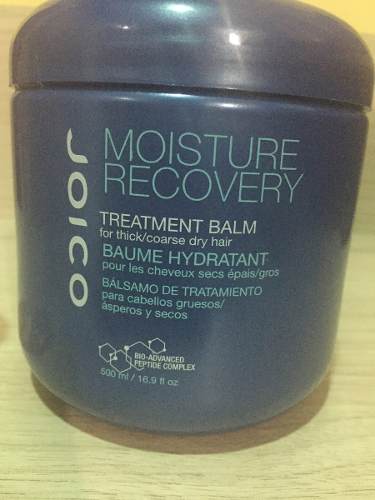 JOICO
MOISTURE
RECOVERY
TREATMENT BALM
for thick/coarse dry hair
BAUME HYDRATANT
pour les cheveux secs épais/gros
BÁLSAMO DE TRATAMIENTO
para cabellos gruesos/
ásperos y secos
BIO-ADVANCED
PEPTIDE COMPLEX
500 ml / 16.9 fl oz